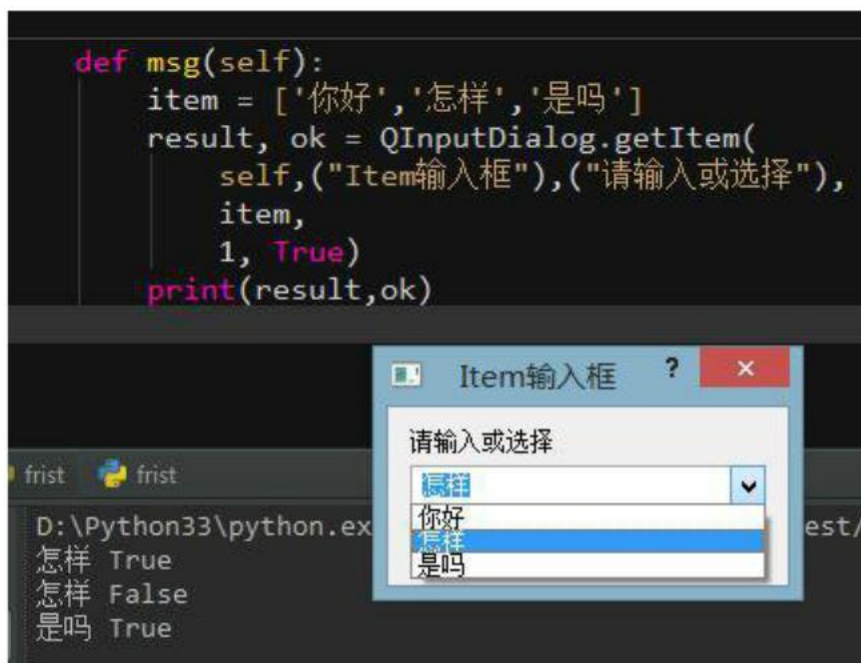 def msg(self):
item = ['你好','怎样','是吗']
result, ok = QInputDialog.getItem(
self,("Item输入框"),("请输入或选择"),
item,
1, True)
print(result,ok)
Item输入框 ?
请输入或选择
怎样
你好
怎样
是吗
frist frist
D:\Python33\python.ex est/
怎样 True
怎样 False
是吗 True